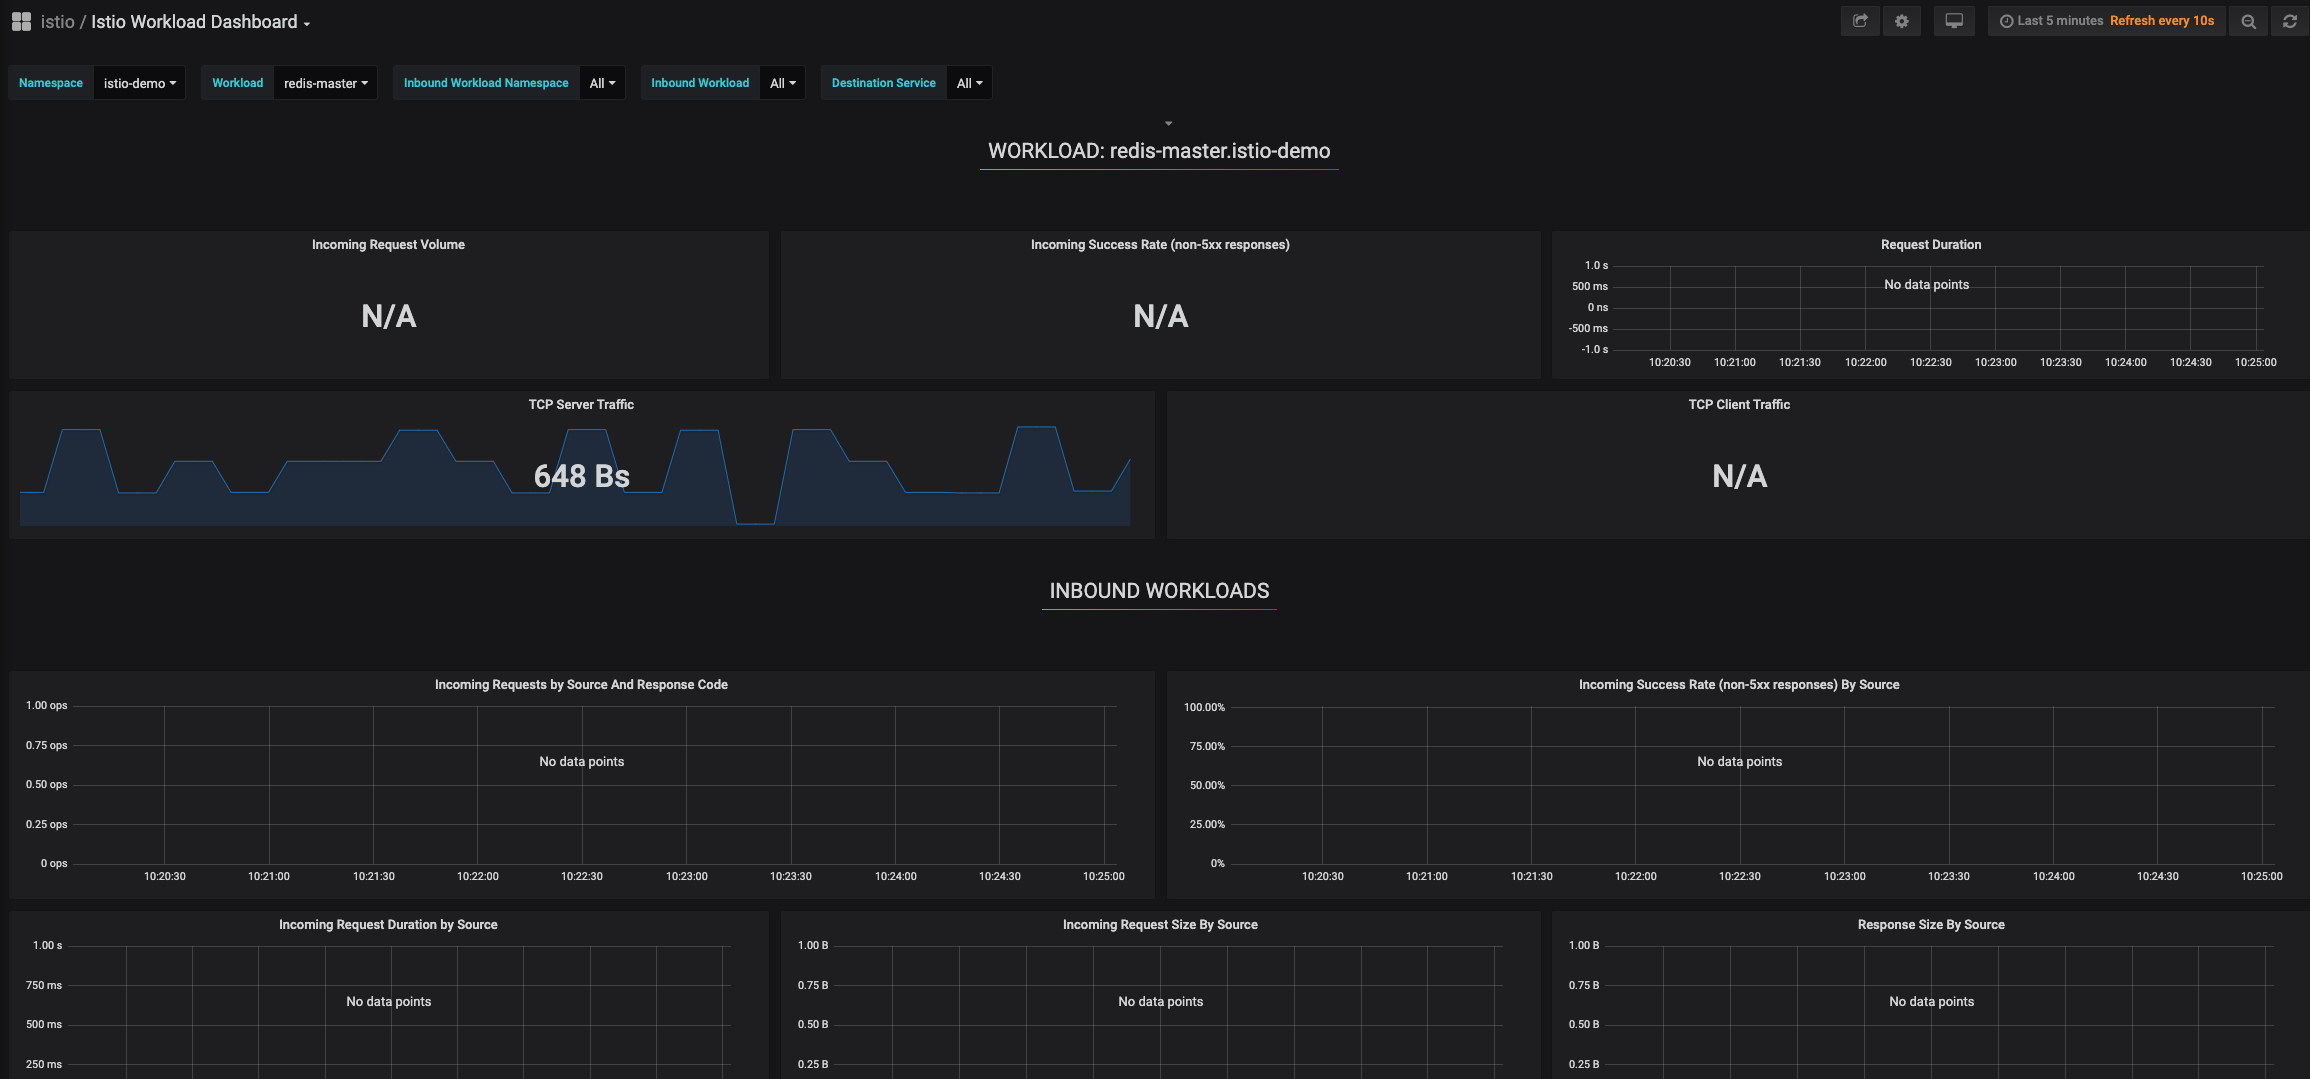 istio / Istio Workload Dashboard
Last 5 minutes Refresh every 10s
Namespace istio-demo Workload redis-master Inbound Workload Namespace All Inbound Workload All Destination Service All
WORKLOAD: redis-master.istio-demo
Incoming Request Volume
N/A
Incoming Success Rate (non-5xx responses)
N/A
Request Duration
1.0 s
500 ms
0 ns
-500 ms
-1.0 s
No data points
10:20:30 10:21:00 10:21:30 10:22:00 10:22:30 10:23:00 10:23:30 10:24:00 10:24:30 10:25:00
TCP Server Traffic
648 Bs
TCP Client Traffic
N/A
INBOUND WORKLOADS
Incoming Requests by Source And Response Code
1.00 ops
0.75 ops
0.50 ops
0.25 ops
0 ops
No data points
10:20:30 10:21:00 10:21:30 10:22:00 10:22:30 10:23:00 10:23:30 10:24:00 10:24:30 10:25:00
Incoming Success Rate (non-5xx responses) By Source
100.00%
75.00%
50.00%
25.00%
0%
No data points
10:20:30 10:21:00 10:21:30 10:22:00 10:22:30 10:23:00 10:23:30 10:24:00 10:24:30 10:25:00
Incoming Request Duration by Source
1.00 s
750 ms
500 ms
250 ms
No data points
Incoming Request Size By Source
1.00 B
0.75 B
0.50 B
0.25 B
No data points
Response Size By Source
1.00 B
0.75 B
0.50 B
0.25 B
No data points